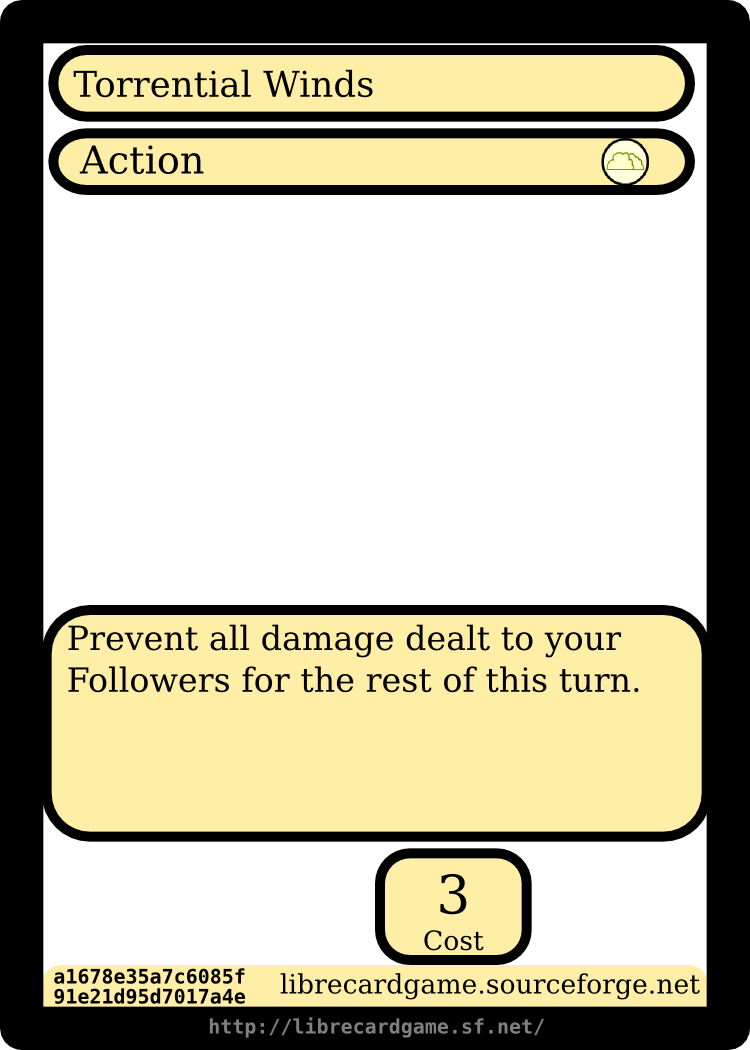 Torrential Winds
Action
Prevent all damage dealt to your
Followers for the rest of this turn.
3
Cost
a1678e35a7c6085f
91e21d95d7017a4e
librecardgame.sourceforge.net
http://librecardgame.sf.net/